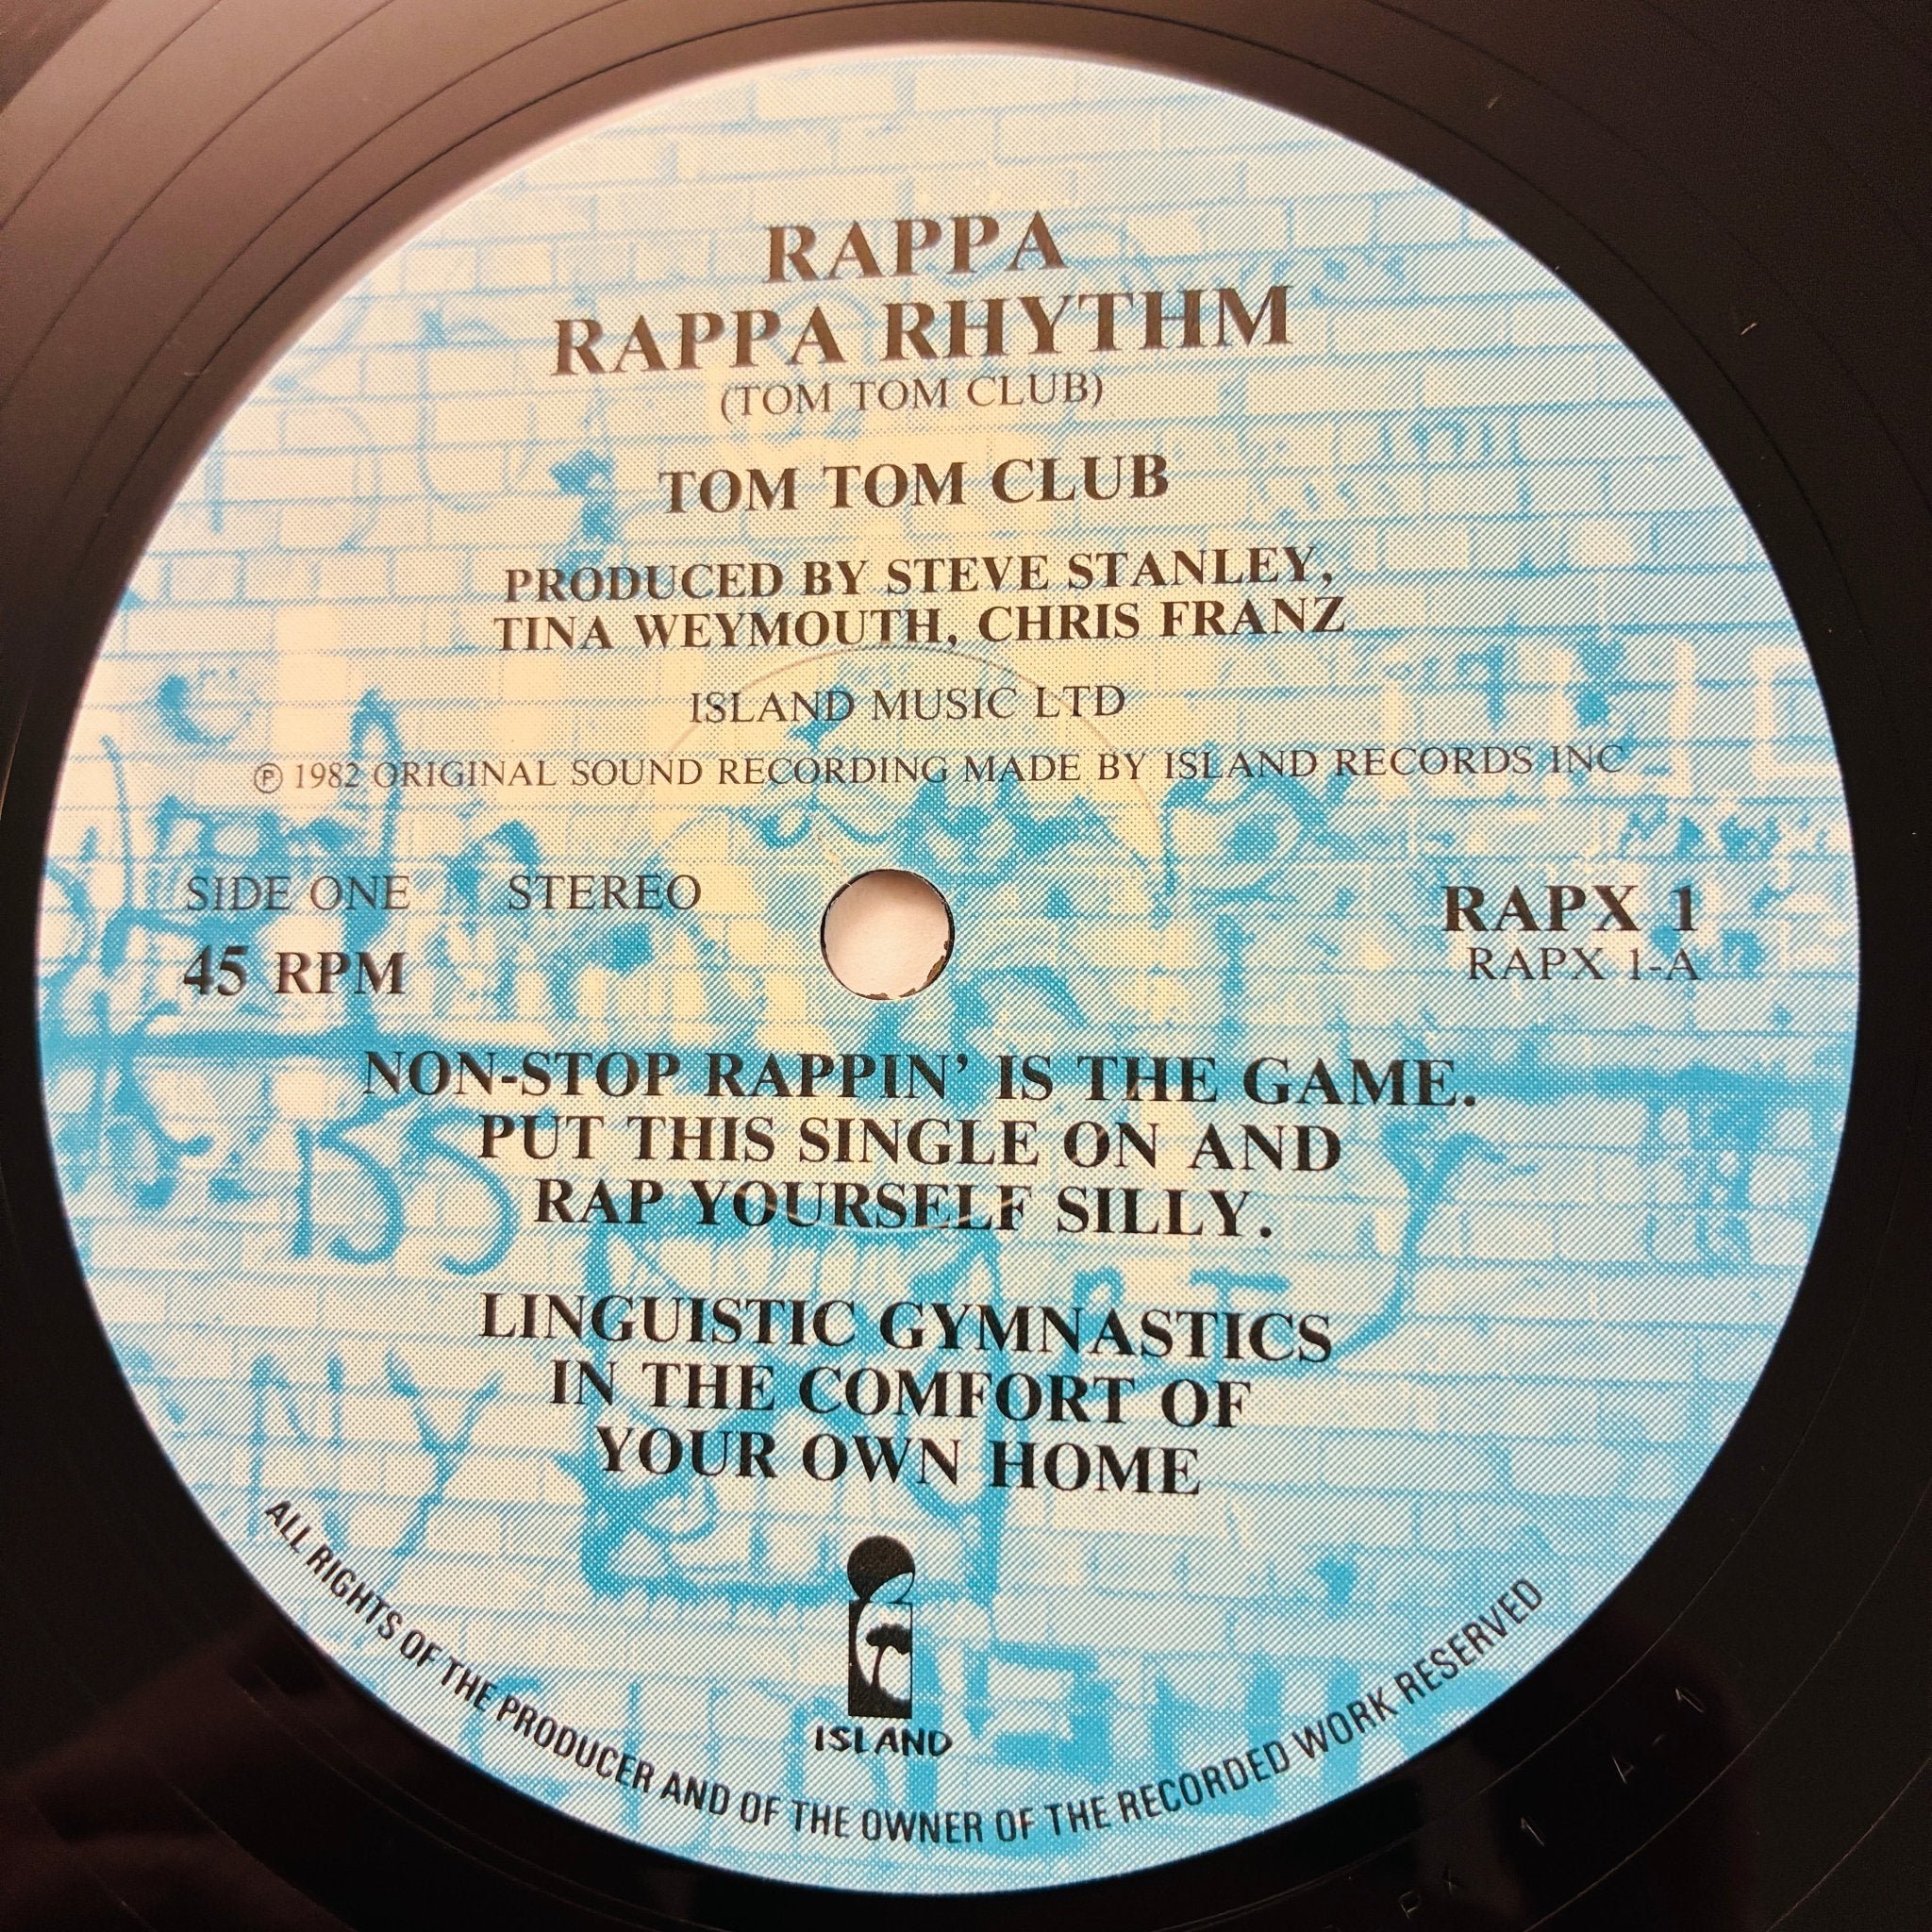 RAPPA
RAPPA RHYTHM
(TOM TOM CLUB)
TOM TOM CLUB
PRODUCED BY STEVE STANLEY,
TINA WEYMOUTH, CHRIS FRANZ
ISLAND MUSIC LTD
℗ 1982 ORIGINAL SOUND RECORDING MADE BY ISLAND RECORDS INC
SIDE ONE STEREO
45 RPM
RAPX 1
RAPX 1-A
NON-STOP RAPPIN’ IS THE GAME.
PUT THIS SINGLE ON AND
RAP YOURSELF SILLY.
LINGUISTIC GYMNASTICS
IN THE COMFORT OF
YOUR OWN HOME
ISLAND
ALL RIGHTS OF THE PRODUCER AND OF THE OWNER OF THE RECORDED WORK RESERVED
PX 1 A-1